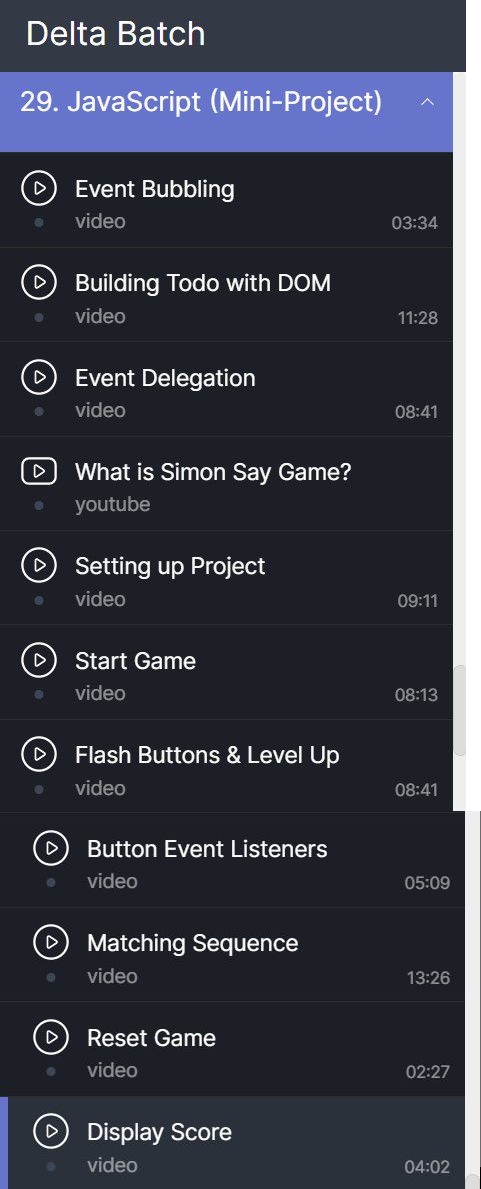 Delta Batch
29. JavaScript (Mini-Project)
Event Bubbling
video 03:34
Building Todo with DOM
video 11:28
Event Delegation
video 08:41
What is Simon Say Game?
youtube
Setting up Project
video 09:11
Start Game
video 08:13
Flash Buttons & Level Up
video 08:41
Button Event Listeners
video 05:09
Matching Sequence
video 13:26
Reset Game
video 02:27
Display Score
video 04:02